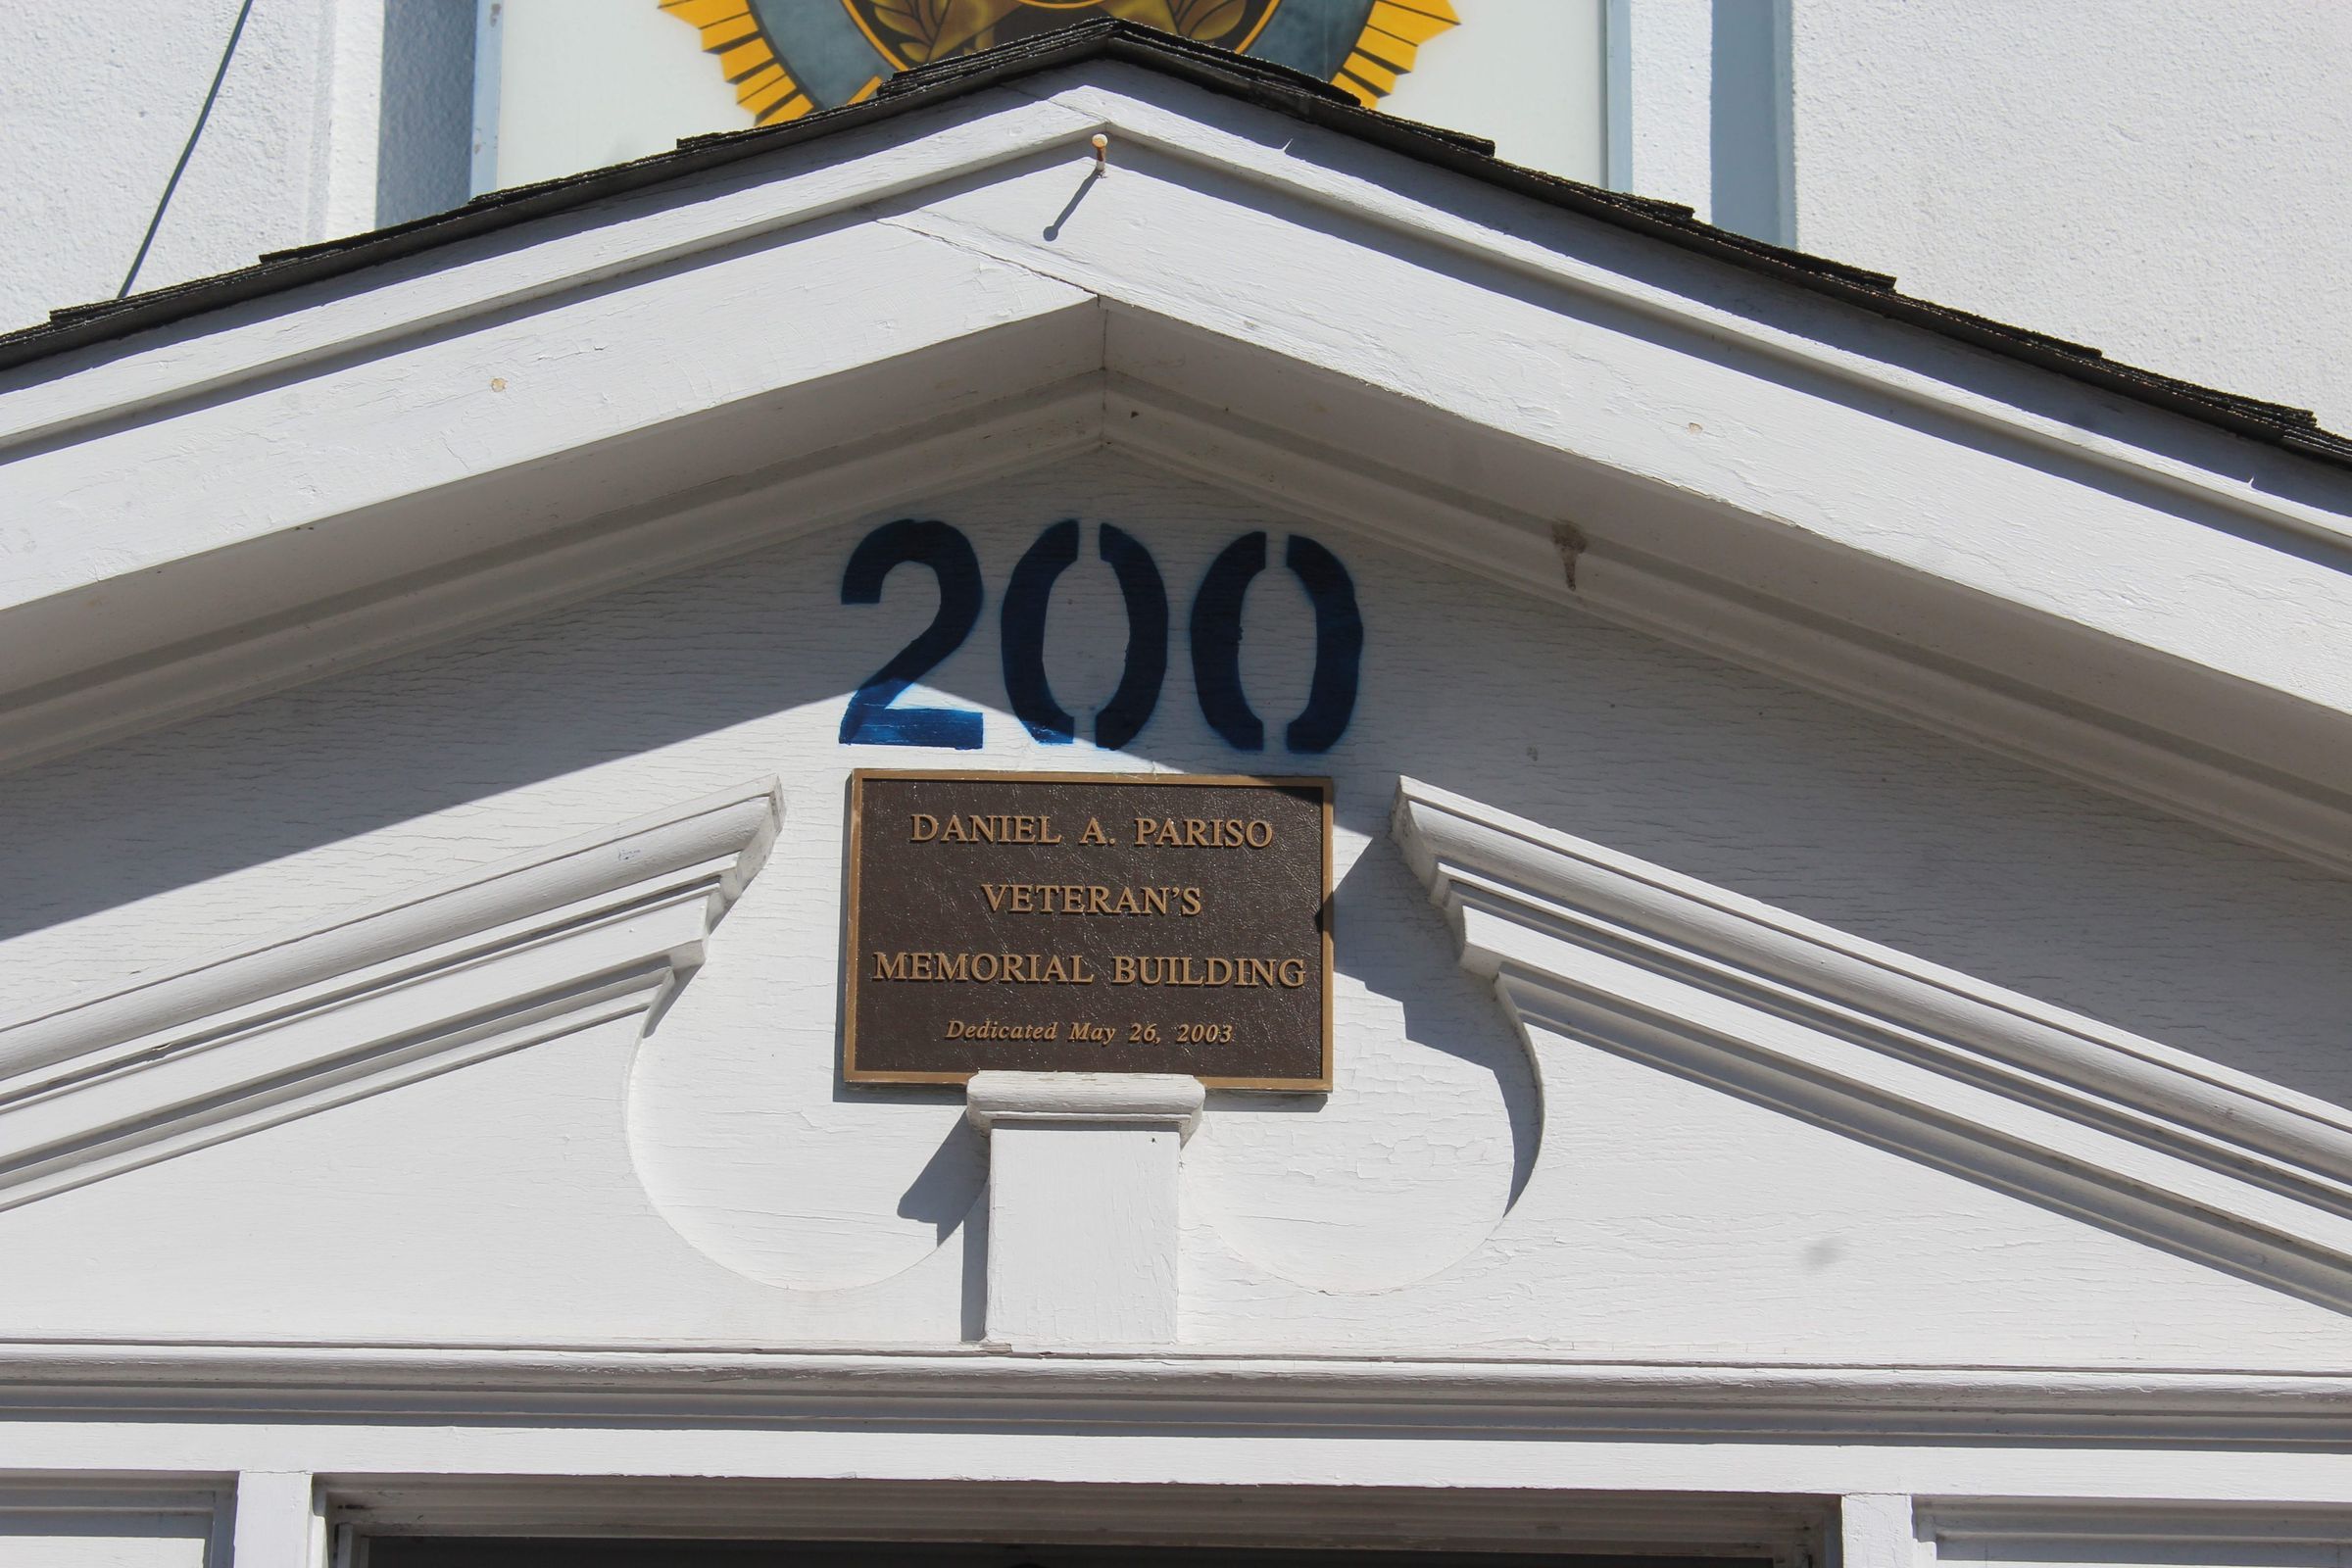 200
DANIEL A. PARISO
VETERAN'S
MEMORIAL BUILDING
Dedicated May 26, 2003